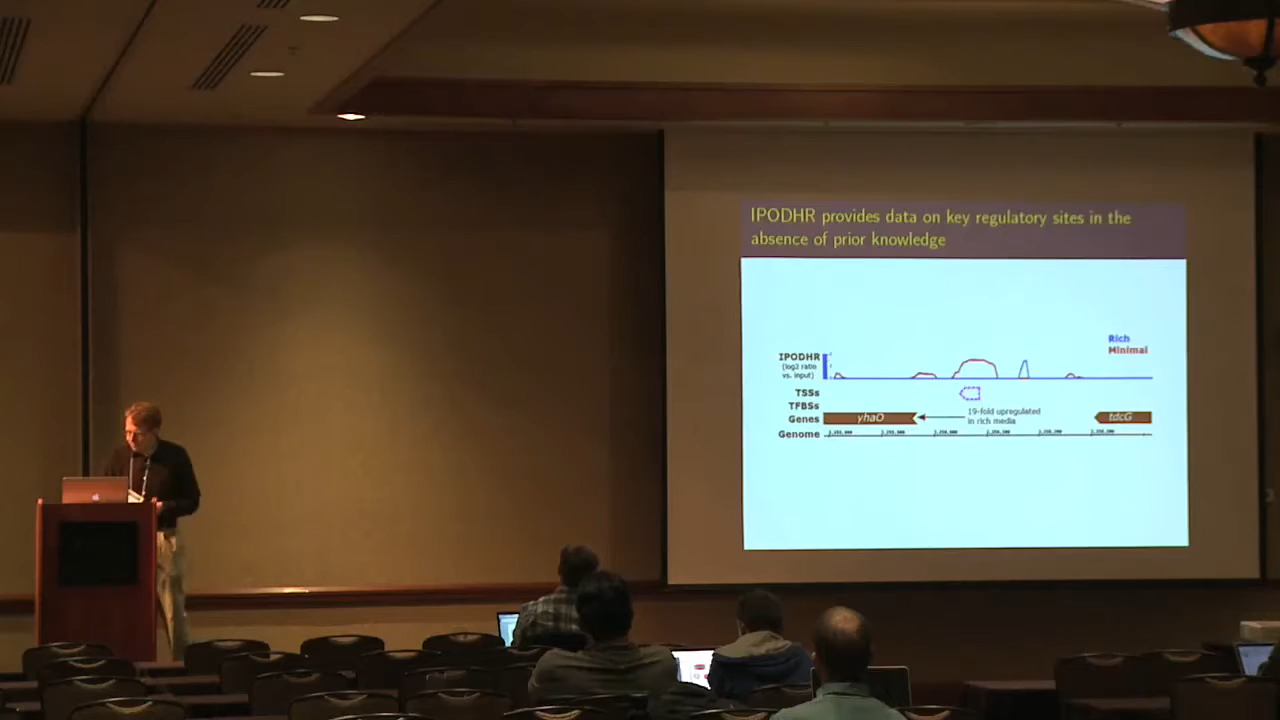 IPODHR provides data on key regulatory sites in the
absence of prior knowledge
Rich
Minimal
IPODHR
(log2 ratio
vs. input)
TSSs
TFBSs
Genes
yhaO
19-fold upregulated
in rich media
tdcG
Genome